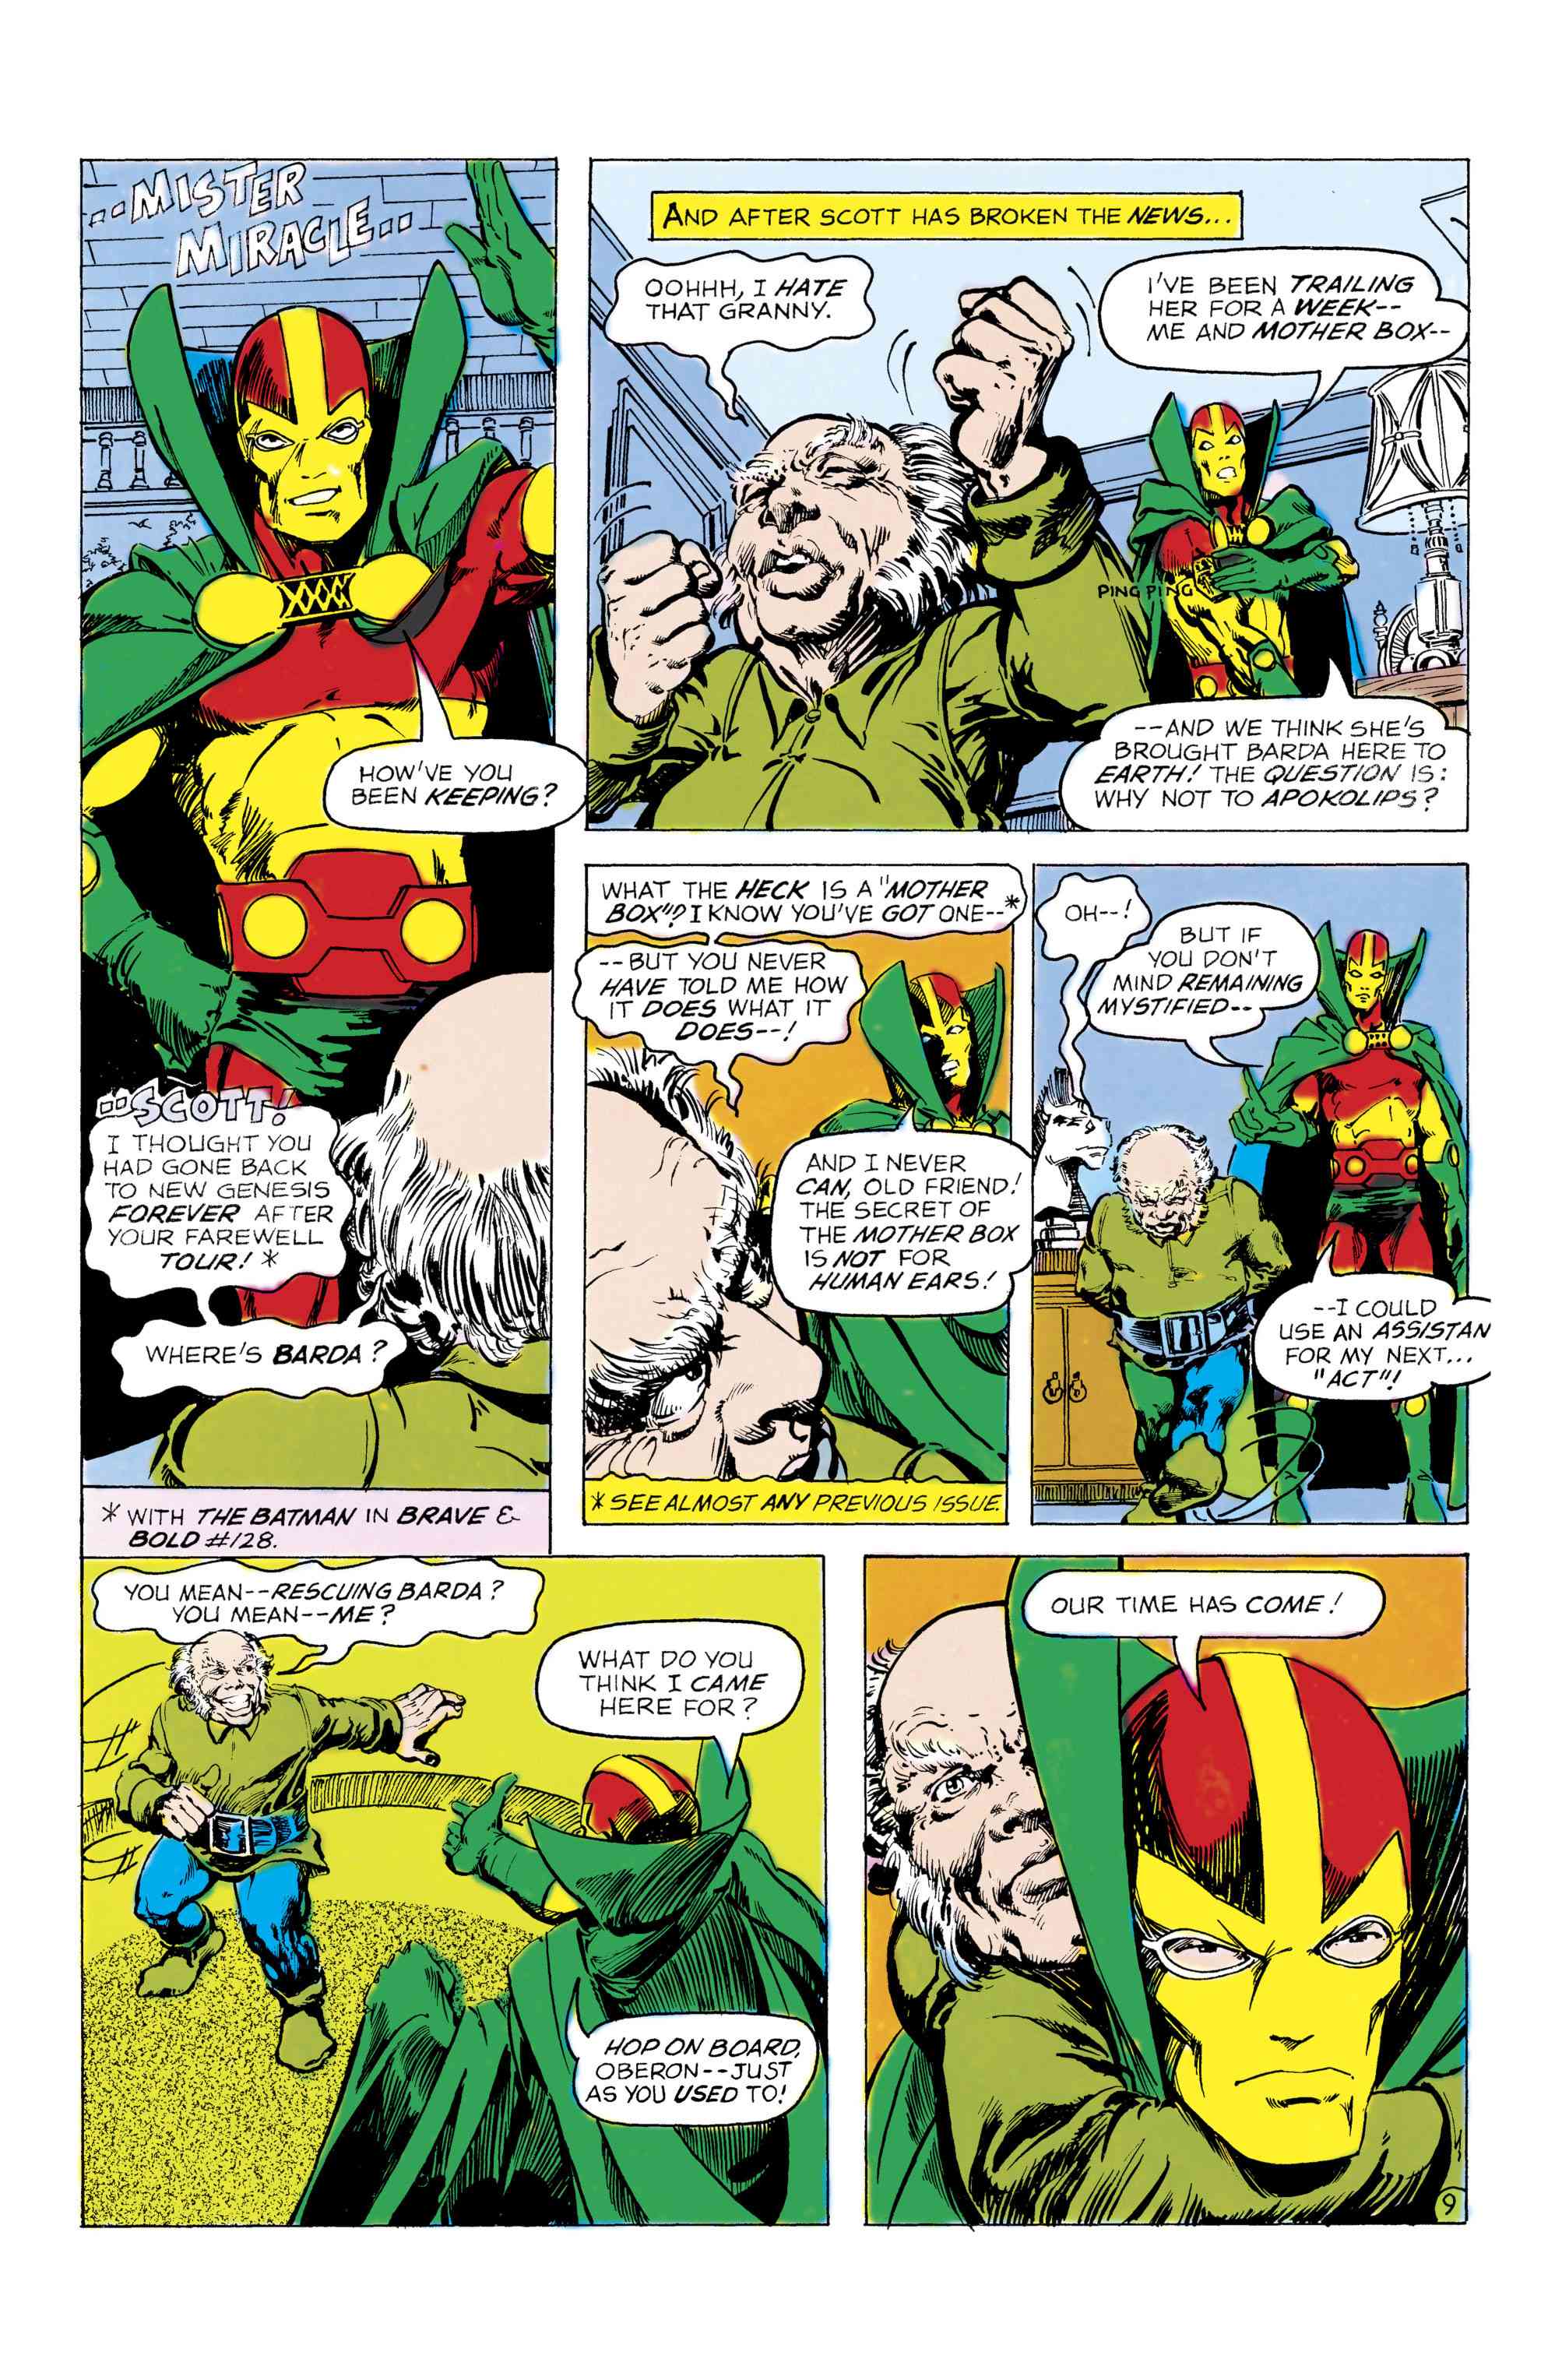 ..MISTER
MIRACLE..
HOW'VE YOU
BEEN KEEPING?
..SCOTT!
I THOUGHT YOU
HAD GONE BACK
TO NEW GENESIS
FOREVER AFTER
YOUR FAREWELL
TOUR! *
WHERE'S BARDA?
* WITH THE BATMAN IN BRAVE &
BOLD #128.
AND AFTER SCOTT HAS BROKEN THE NEWS...
OOHHH, I HATE
THAT GRANNY.
I'VE BEEN TRAILING
HER FOR A WEEK--
ME AND MOTHER BOX--
PING PING
--AND WE THINK SHE'S
BROUGHT BARDA HERE TO
EARTH! THE QUESTION IS:
WHY NOT TO APOKOLIPS?
WHAT THE HECK IS A "MOTHER
BOX"? I KNOW YOU'VE GOT ONE--*
--BUT YOU NEVER
HAVE TOLD ME HOW
IT DOES WHAT IT
DOES--!
AND I NEVER
CAN, OLD FRIEND!
THE SECRET OF
THE MOTHER BOX
IS NOT FOR
HUMAN EARS!
* SEE ALMOST ANY PREVIOUS ISSUE.
OH--!
BUT IF
YOU DON'T
MIND REMAINING
MYSTIFIED--
--I COULD
USE AN ASSISTAN
FOR MY NEXT...
"ACT"!
YOU MEAN--RESCUING BARDA?
YOU MEAN--ME?
WHAT DO YOU
THINK I CAME
HERE FOR?
HOP ON BOARD,
OBERON--JUST
AS YOU USED TO!
OUR TIME HAS COME!
9